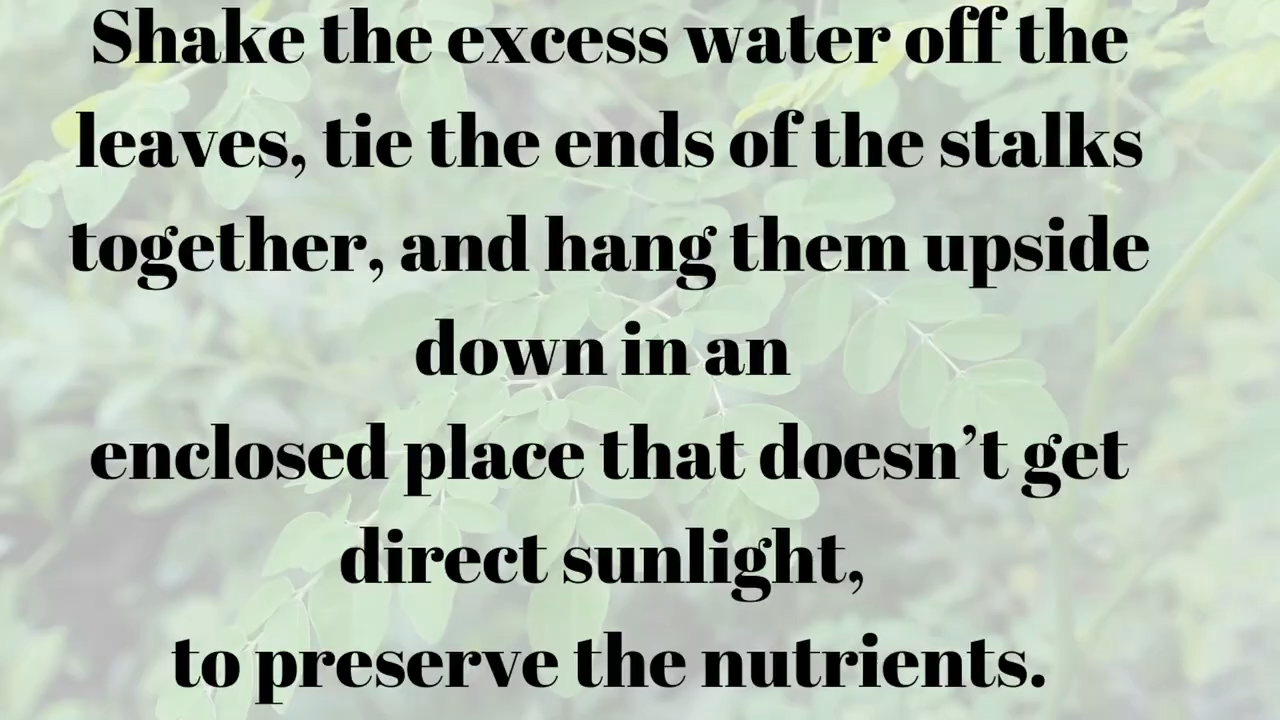 Shake the excess water off the
leaves, tie the ends of the stalks
together, and hang them upside
down in an
enclosed place that doesn’t get
direct sunlight,
to preserve the nutrients.